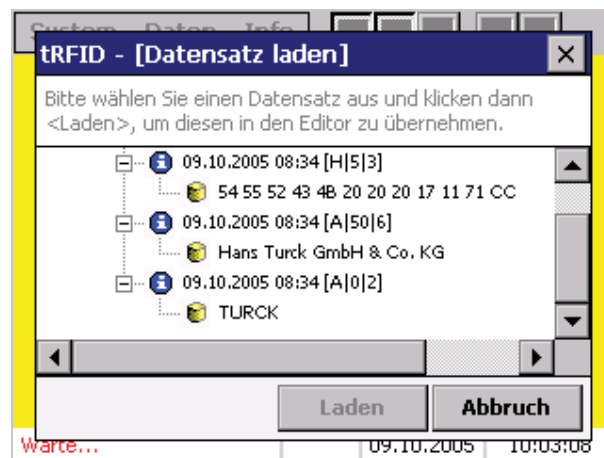 System Daten Info
tRFID - [Datensatz laden]
Bitte wählen Sie einen Datensatz aus und klicken dann
<Laden>, um diesen in den Editor zu übernehmen.
09.10.2005 08:34 [H|5|3]
54 55 52 43 4B 20 20 20 17 11 71 CC
09.10.2005 08:34 [A|50|6]
Hans Turck GmbH & Co. KG
09.10.2005 08:34 [A|0|2]
TURCK
Laden Abbruch
Warte... 09.10.2005 10:03:08